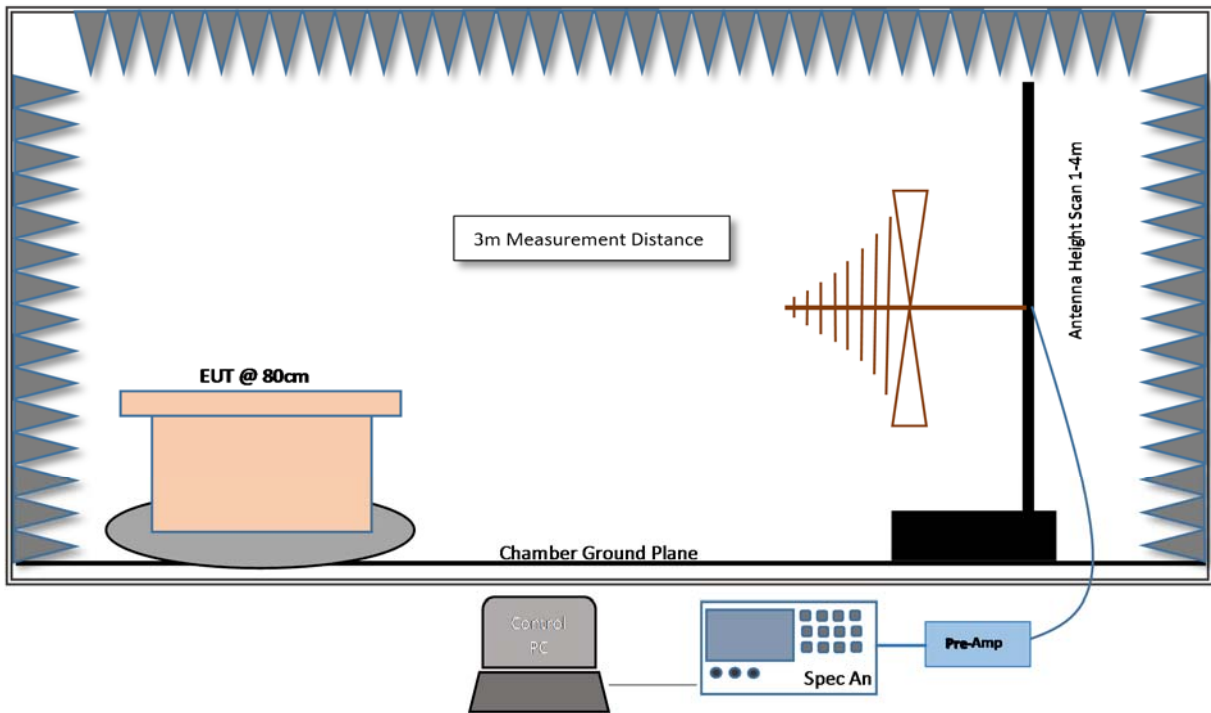 Antenna Height Scan 1-4m
3m Measurement Distance
EUT @ 80cm
Chamber Ground Plane
Control
PC
Spec An
Pre-Amp